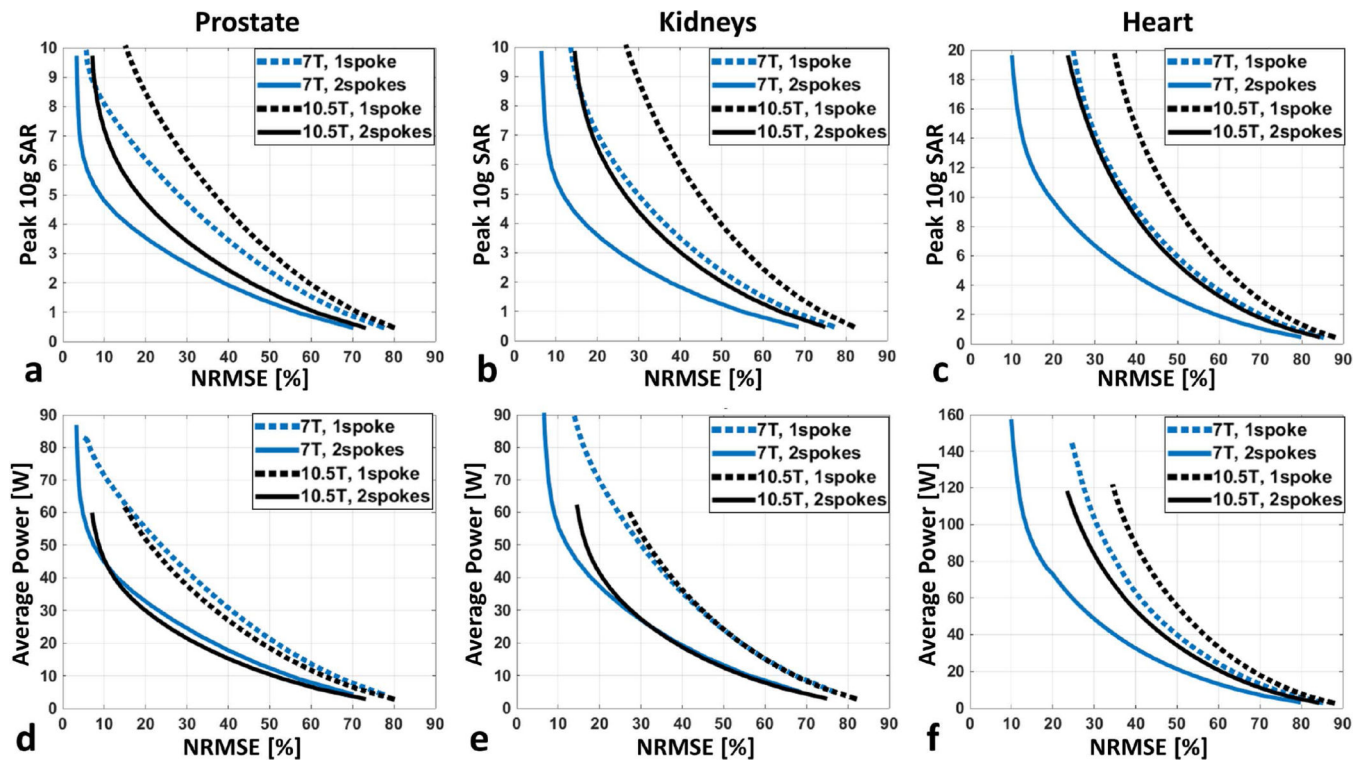 Prostate
Kidneys
Heart
Peak 10g SAR
10
9
8
7
6
5
4
3
2
1
0
7T, 1spoke
7T, 2spokes
10.5T, 1spoke
10.5T, 2spokes
0 10 20 30 40 50 60 70 80 90
a
NRMSE [%]
Peak 10g SAR
10
9
8
7
6
5
4
3
2
1
0
7T, 1spoke
7T, 2spokes
10.5T, 1spoke
10.5T, 2spokes
0 10 20 30 40 50 60 70 80 90
b
NRMSE [%]
Peak 10g SAR
20
18
16
14
12
10
8
6
4
2
0
7T, 1spoke
7T, 2spokes
10.5T, 1spoke
10.5T, 2spokes
0 10 20 30 40 50 60 70 80 90
c
NRMSE [%]
Average Power [W]
90
80
70
60
50
40
30
20
10
0
7T, 1spoke
7T, 2spokes
10.5T, 1spoke
10.5T, 2spokes
0 10 20 30 40 50 60 70 80 90
d
NRMSE [%]
Average Power [W]
90
80
70
60
50
40
30
20
10
0
7T, 1spoke
7T, 2spokes
10.5T, 1spoke
10.5T, 2spokes
0 10 20 30 40 50 60 70 80 90
e
NRMSE [%]
Average Power [W]
160
140
120
100
80
60
40
20
0
7T, 1spoke
7T, 2spokes
10.5T, 1spoke
10.5T, 2spokes
0 10 20 30 40 50 60 70 80 90
f
NRMSE [%]